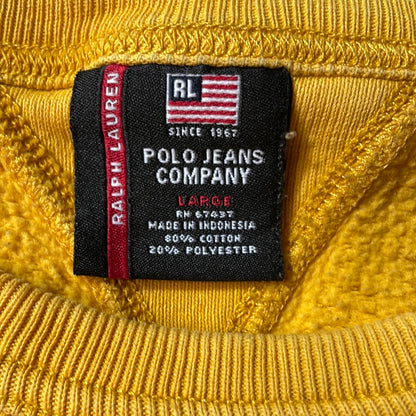 RALPH LAUREN
RL
SINCE 1967
POLO JEANS
COMPANY
LARGE
RN 67437
MADE IN INDONESIA
80% COTTON
20% POLYESTER